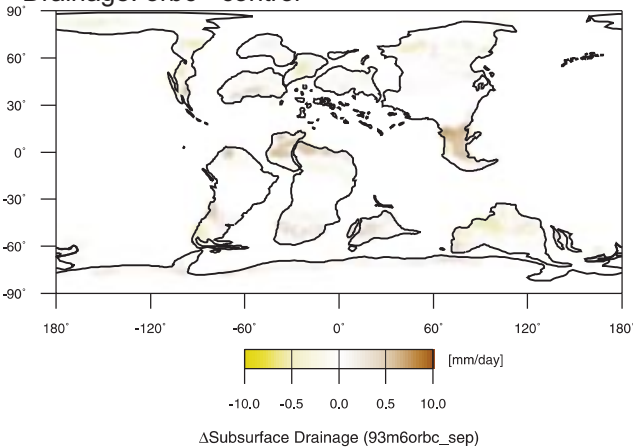 Drainage: orbc - control
90°
60°
30°
0°
-30°
-60°
-90°
180° -120° -60° 0° 60° 120° 180°
[mm/day]
-10.0 -0.5 0.0 0.5 10.0
ΔSubsurface Drainage (93m6orbc_sep)